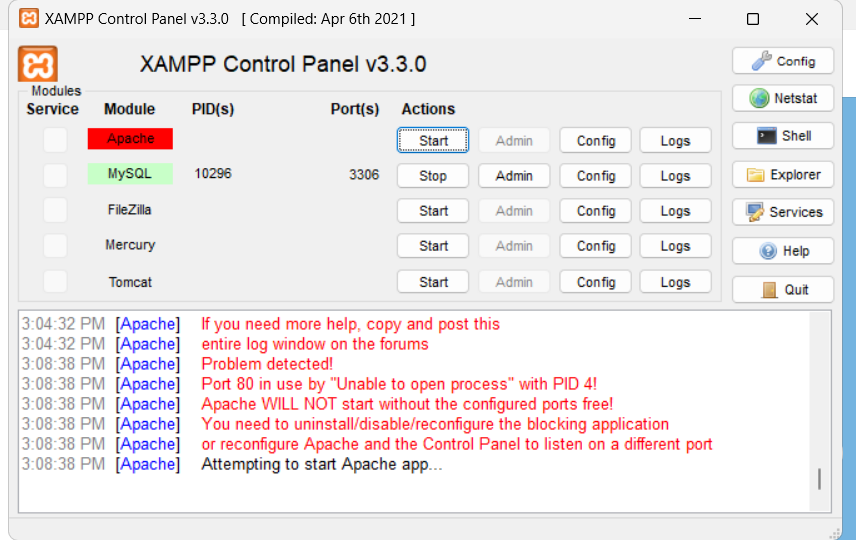 XAMPP Control Panel v3.3.0 [ Compiled: Apr 6th 2021 ]
XAMPP Control Panel v3.3.0
Config
Modules
Service Module PID(s) Port(s) Actions
Netstat
Apache Start Admin Config Logs
Shell
MySQL 10296 3306 Stop Admin Config Logs
Explorer
FileZilla Start Admin Config Logs
Services
Mercury Start Admin Config Logs
Help
Tomcat Start Admin Config Logs
Quit
3:04:32 PM [Apache] If you need more help, copy and post this
3:04:32 PM [Apache] entire log window on the forums
3:08:38 PM [Apache] Problem detected!
3:08:38 PM [Apache] Port 80 in use by "Unable to open process" with PID 4!
3:08:38 PM [Apache] Apache WILL NOT start without the configured ports free!
3:08:38 PM [Apache] You need to uninstall/disable/reconfigure the blocking application
3:08:38 PM [Apache] or reconfigure Apache and the Control Panel to listen on a different port
3:08:38 PM [Apache] Attempting to start Apache app...